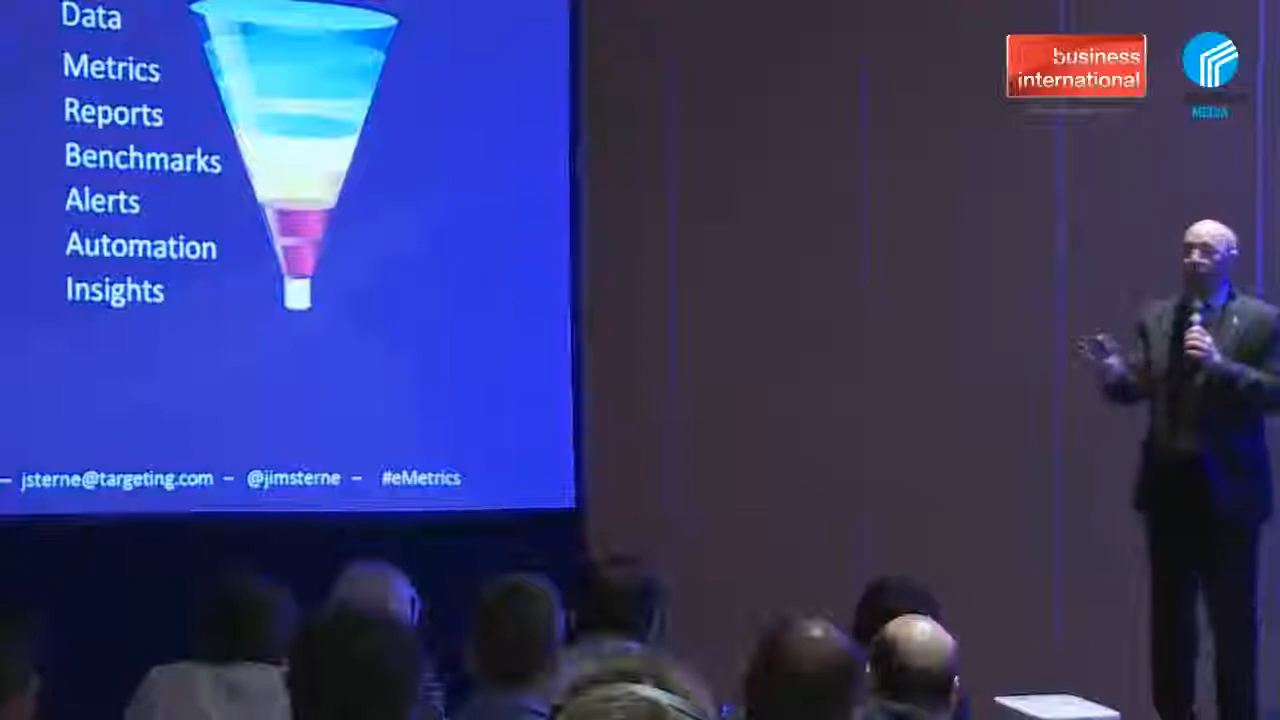 Data
Metrics
Reports
Benchmarks
Alerts
Automation
Insights
– jsterne@targeting.com – @jimsterne – #eMetrics
business
international
MEDIA